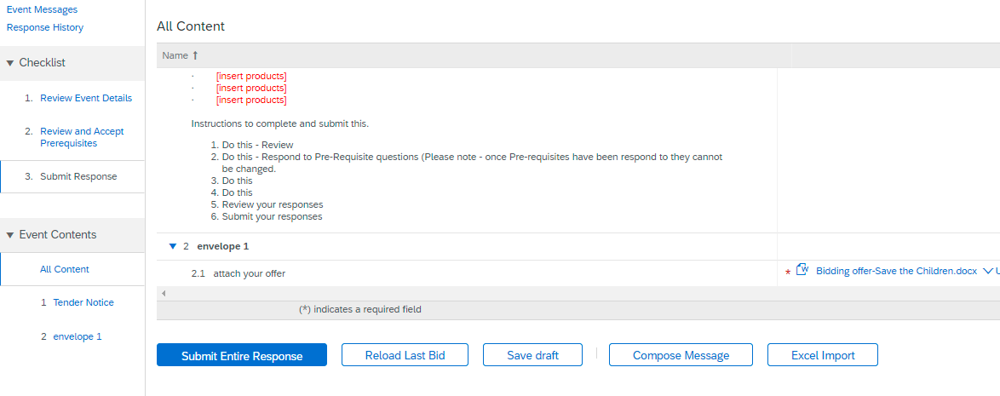 Event Messages
Response History
Checklist
1. Review Event Details
2. Review and Accept
Prerequisites
3. Submit Response
Event Contents
All Content
1 Tender Notice
2 envelope 1
All Content
Name ↑
· [insert products]
· [insert products]
· [insert products]
Instructions to complete and submit this.
1. Do this - Review
2. Do this - Respond to Pre-Requisite questions (Please note - once Pre-requisites have been respond to they cannot
be changed.
3. Do this
4. Do this
5. Review your responses
6. Submit your responses
2 envelope 1
2.1 attach your offer
* Bidding offer-Save the Children.docx
(*) indicates a required field
Submit Entire Response
Reload Last Bid
Save draft
Compose Message
Excel Import